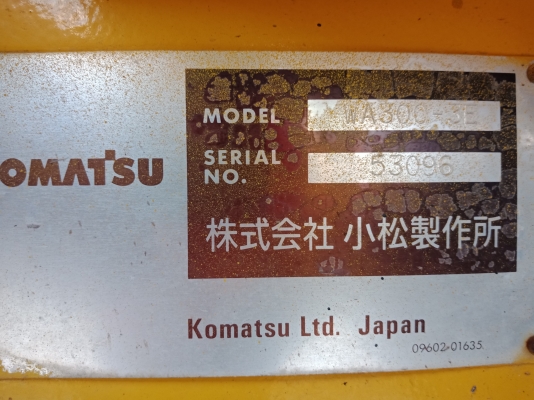 MODEL WA300-3E
OMATSU
SERIAL NO. 53096
株式会社 小松製作所
Komatsu Ltd. Japan
09602-01635